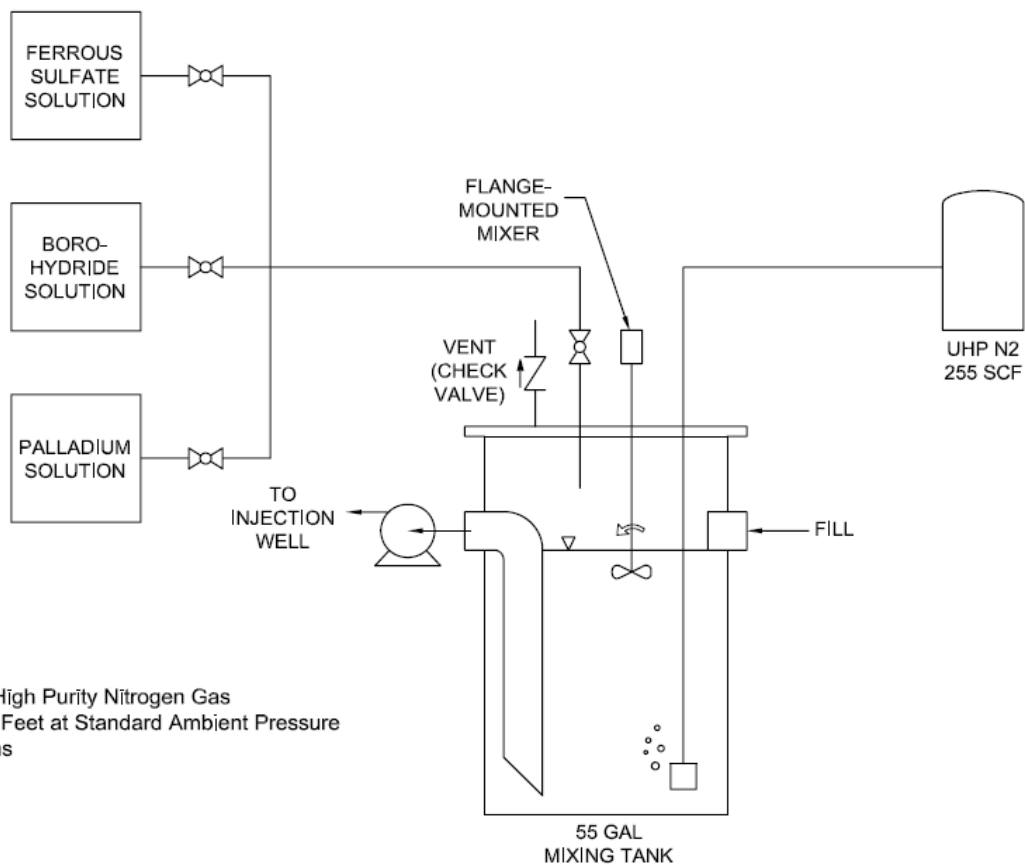 FERROUS
SULFATE
SOLUTION
BORO-
HYDRIDE
SOLUTION
PALLADIUM
SOLUTION
FLANGE-
MOUNTED
MIXER
VENT
(CHECK
VALVE)
UHP N2
255 SCF
TO
INJECTION
WELL
FILL
High Purity Nitrogen Gas
Feet at Standard Ambient Pressure
55 GAL
MIXING TANK